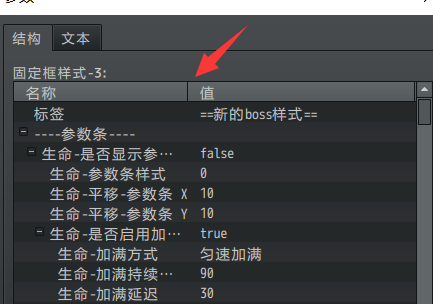 结构 文本
固定框样式-3:
名称 值
标签 ==新的boss样式==
----参数条----
生命-是否显示参… false
生命-参数条样式 0
生命-平移-参数条 X 10
生命-平移-参数条 Y 10
生命-是否启用加… true
生命-加满方式 匀速加满
生命-加满持续… 90
生命-加满延迟 30